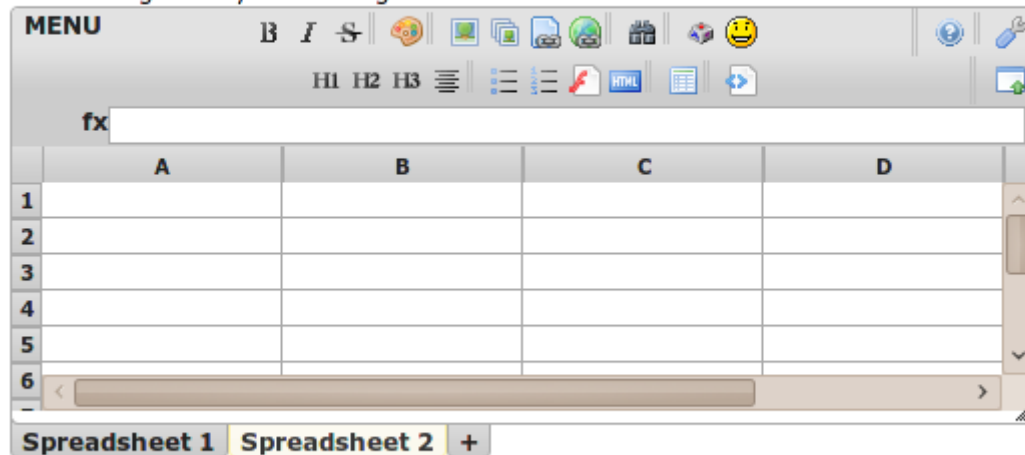 MENU B I S
H1 H2 H3 HTML
fx
A B C D
1
2
3
4
5
6
Spreadsheet 1 Spreadsheet 2 +